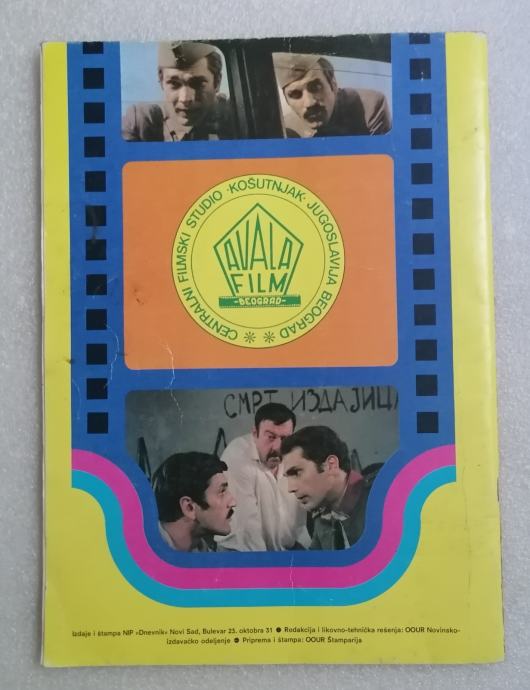 CENTRALNI FILMSKI STUDIO ·KOŠUTNJAK· JUGOSLAVIJA BEOGRAD
AVALA
FILM
-BEOGRAD-
СМРТ ИЗДАЈИЦА
Izdaje i štampa NIP »Dnevnik« Novi Sad, Bulevar 23. oktobra 31 ● Redakcija i likovno-tehnička rešenja: OOUR Novinsko-
izdavačko odeljenje ● Priprema i štampa: OOUR Štamparija